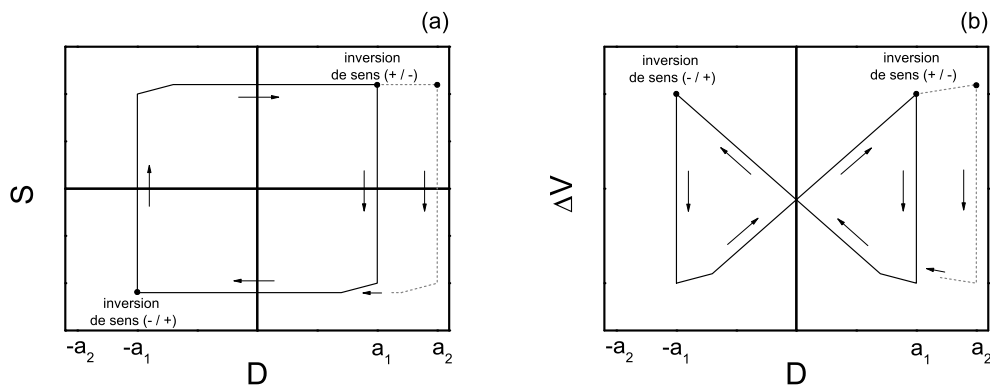 (a)
inversion
de sens (+ / -)
S
inversion
de sens (- / +)
-a2
-a1
a1
a2
D
(b)
inversion
de sens (- / +)
inversion
de sens (+ / -)
ΔV
-a2
-a1
a1
a2
D